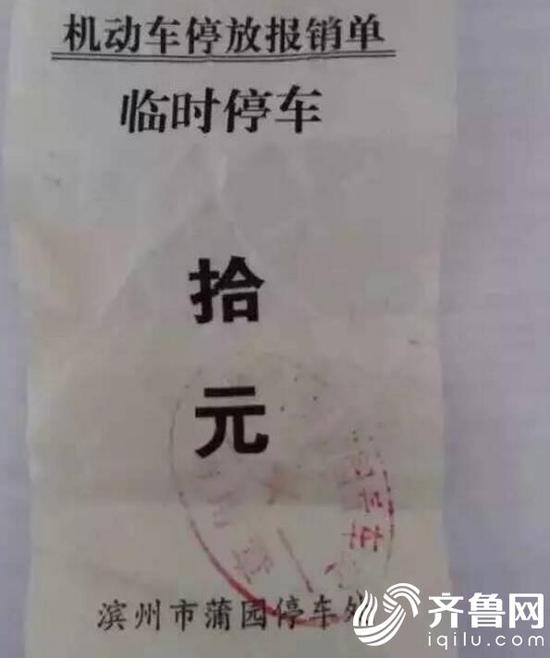 机动车停放报销单
临时停车
拾
元
滨州市蒲园停车处
齐鲁网
iqilu.com